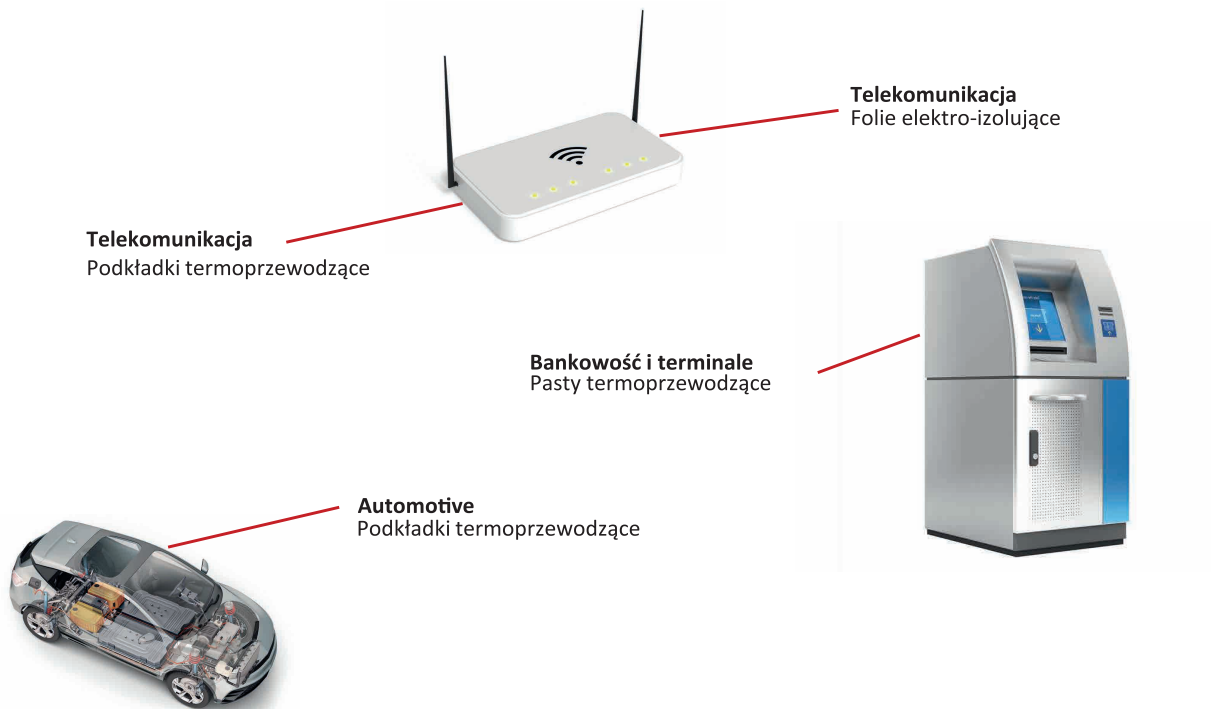 Telekomunikacja
Folie elektro-izolujące
Telekomunikacja
Podkładki termoprzewodzące
Bankowość i terminale
Pasty termoprzewodzące
Automotive
Podkładki termoprzewodzące